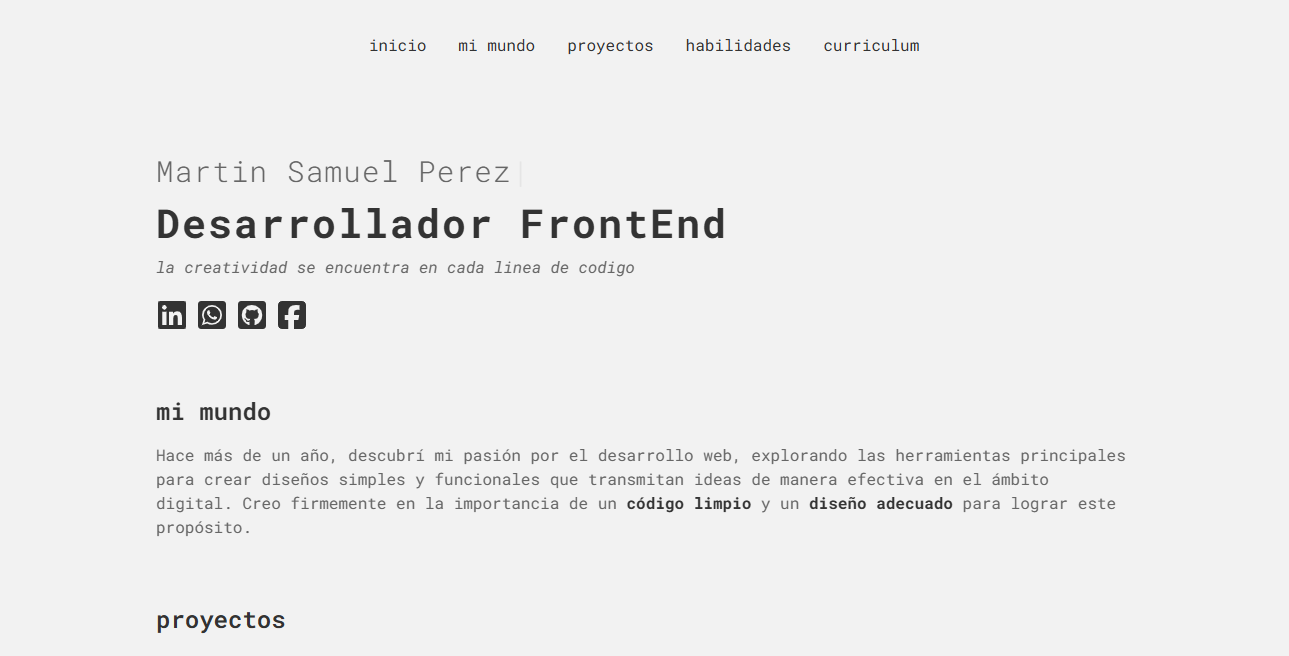 inicio mi mundo proyectos habilidades curriculum
Martin Samuel Perez
Desarrollador FrontEnd
la creatividad se encuentra en cada linea de codigo
mi mundo
Hace más de un año, descubrí mi pasión por el desarrollo web, explorando las herramientas principales
para crear diseños simples y funcionales que transmitan ideas de manera efectiva en el ámbito
digital. Creo firmemente en la importancia de un código limpio y un diseño adecuado para lograr este
propósito.
proyectos